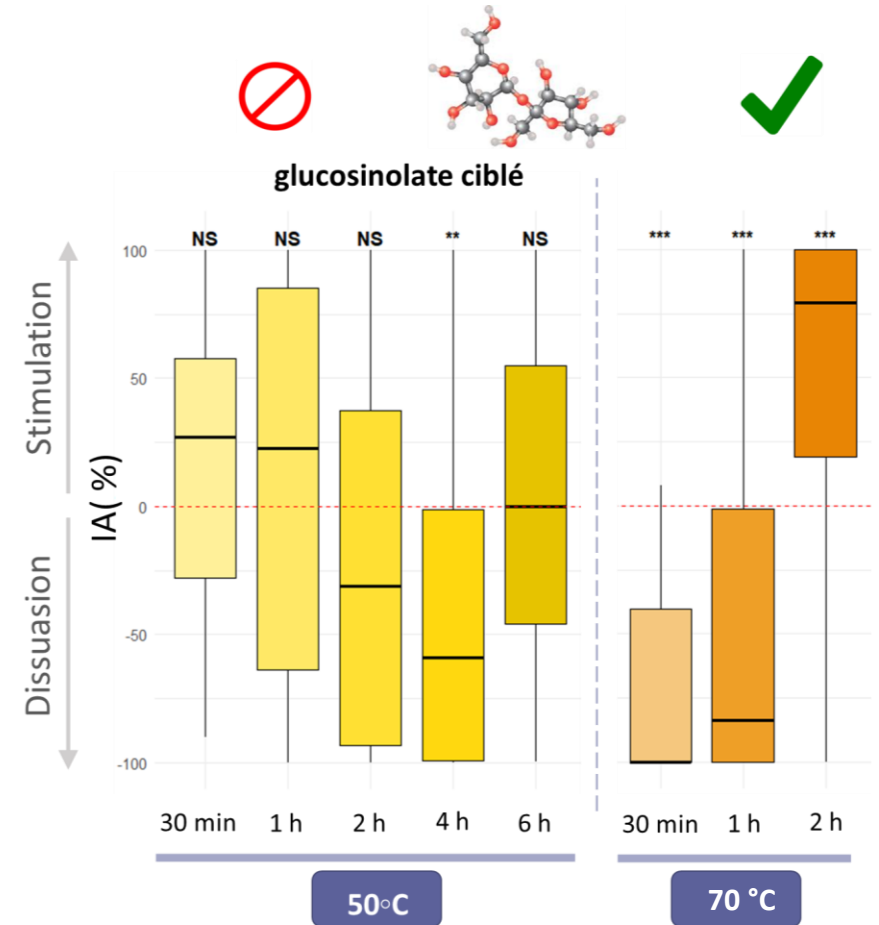 glucosinolate ciblé
NS NS NS ** NS *** *** ***
Stimulation
Dissuasion
IA( %)
100
50
0
-50
-100
30 min 1 h 2 h 4 h 6 h 30 min 1 h 2 h
50◦C 70 °C